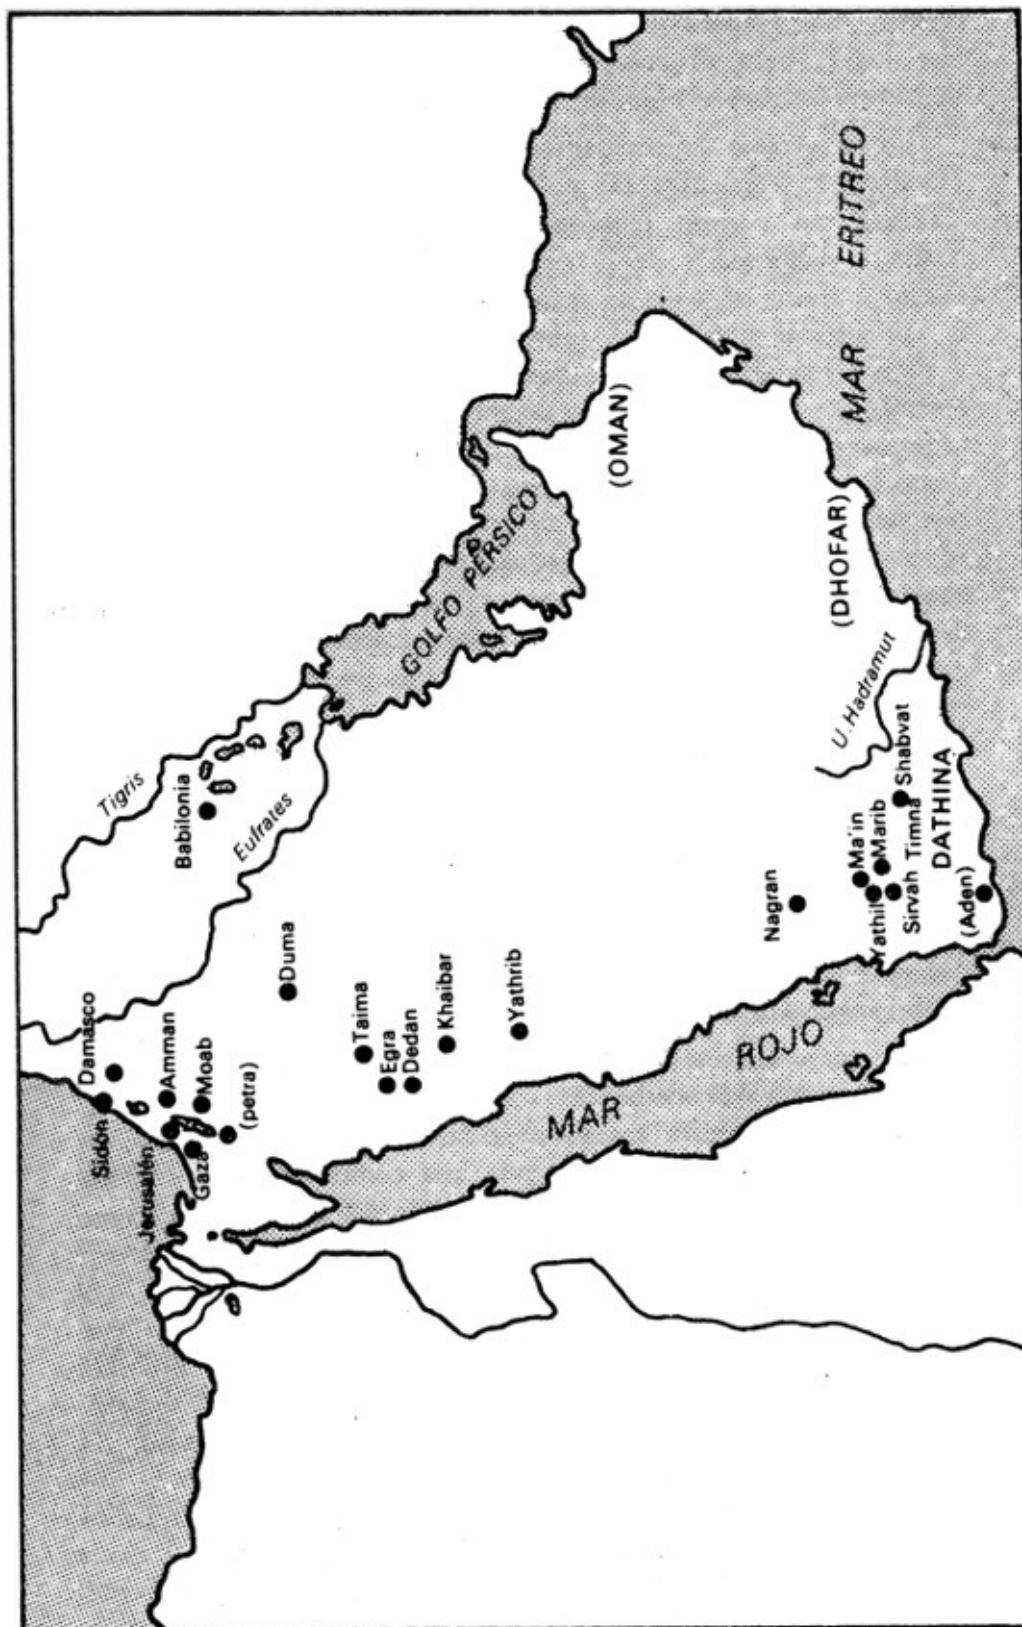 Tigris
Babilonia
Eufrates
Damasco
Sidón
Amman
Moab
Jerusalén
Gaza
(petra)
Duma
Taima
Egra
Dedan
Khaibar
Yathrib
GOLFO PERSICO
(OMAN)
MAR ERITREO
(DHOFAR)
U. Hadramut
Shabvat
DATHINA
Nagran
Ma'in
Marib
Yathil
Sirvah Timna
(Aden)
MAR ROJO